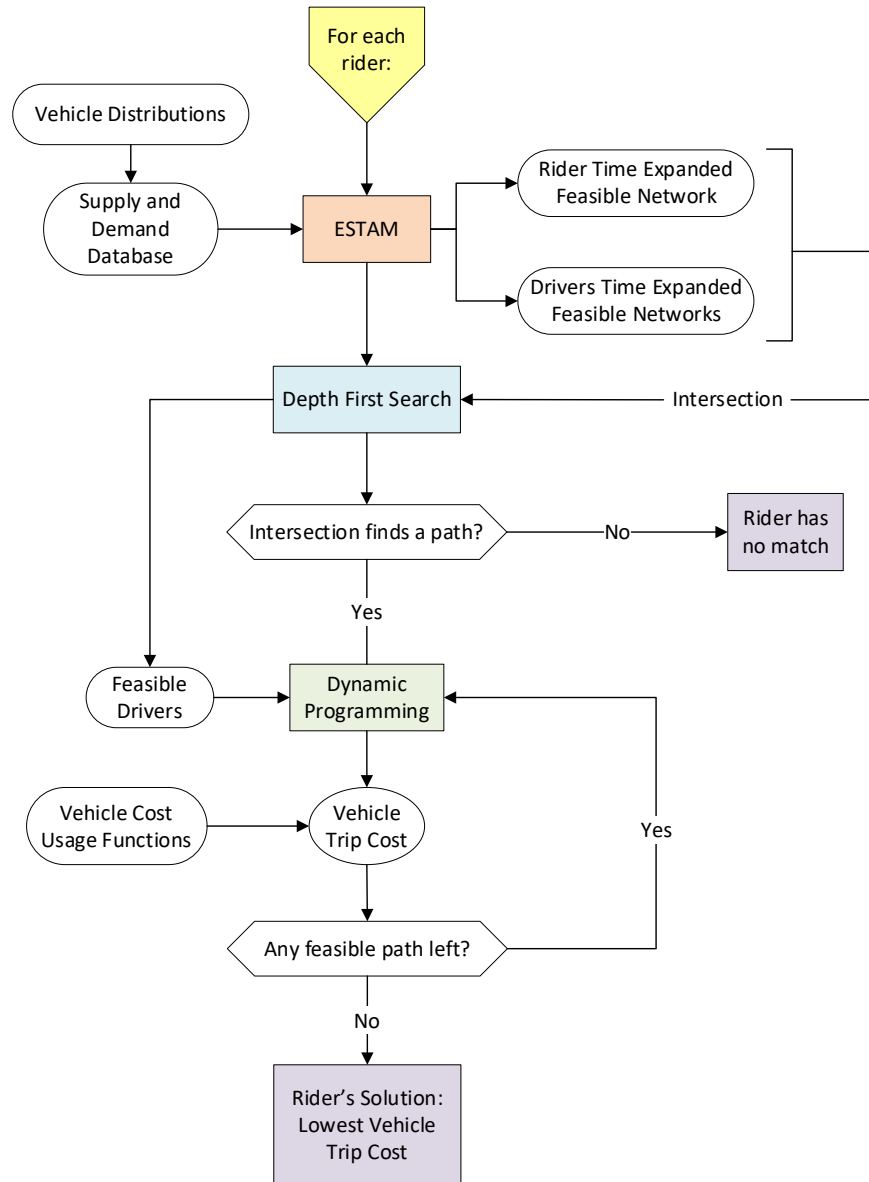 For each
rider:
Vehicle Distributions
Supply and
Demand
Database
ESTAM
Rider Time Expanded
Feasible Network
Drivers Time Expanded
Feasible Networks
Depth First Search
Intersection
Intersection finds a path?
No
Rider has
no match
Yes
Feasible
Drivers
Dynamic
Programming
Vehicle Cost
Usage Functions
Vehicle
Trip Cost
Yes
Any feasible path left?
No
Rider’s Solution:
Lowest Vehicle
Trip Cost